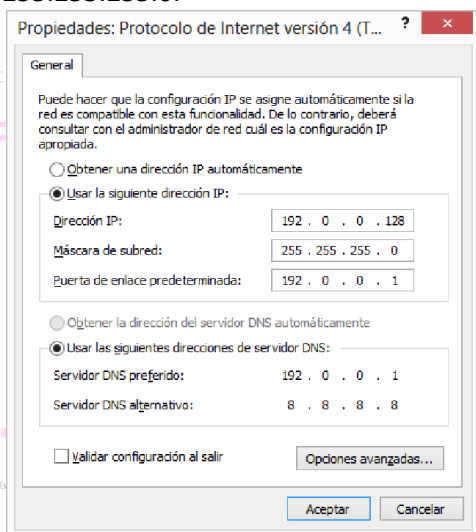 Propiedades: Protocolo de Internet versión 4 (T... ? ×
General
Puede hacer que la configuración IP se asigne automáticamente si la
red es compatible con esta funcionalidad. De lo contrario, deberá
consultar con el administrador de red cuál es la configuración IP
apropiada.
Obtener una dirección IP automáticamente
Usar la siguiente dirección IP:
Dirección IP: 192 . 0 . 0 . 128
Máscara de subred: 255 . 255 . 255 . 0
Puerta de enlace predeterminada: 192 . 0 . 0 . 1
Obtener la dirección del servidor DNS automáticamente
Usar las siguientes direcciones de servidor DNS:
Servidor DNS preferido: 192 . 0 . 0 . 1
Servidor DNS alternativo: 8 . 8 . 8 . 8
Validar configuración al salir
Opciones avanzadas...
Aceptar Cancelar